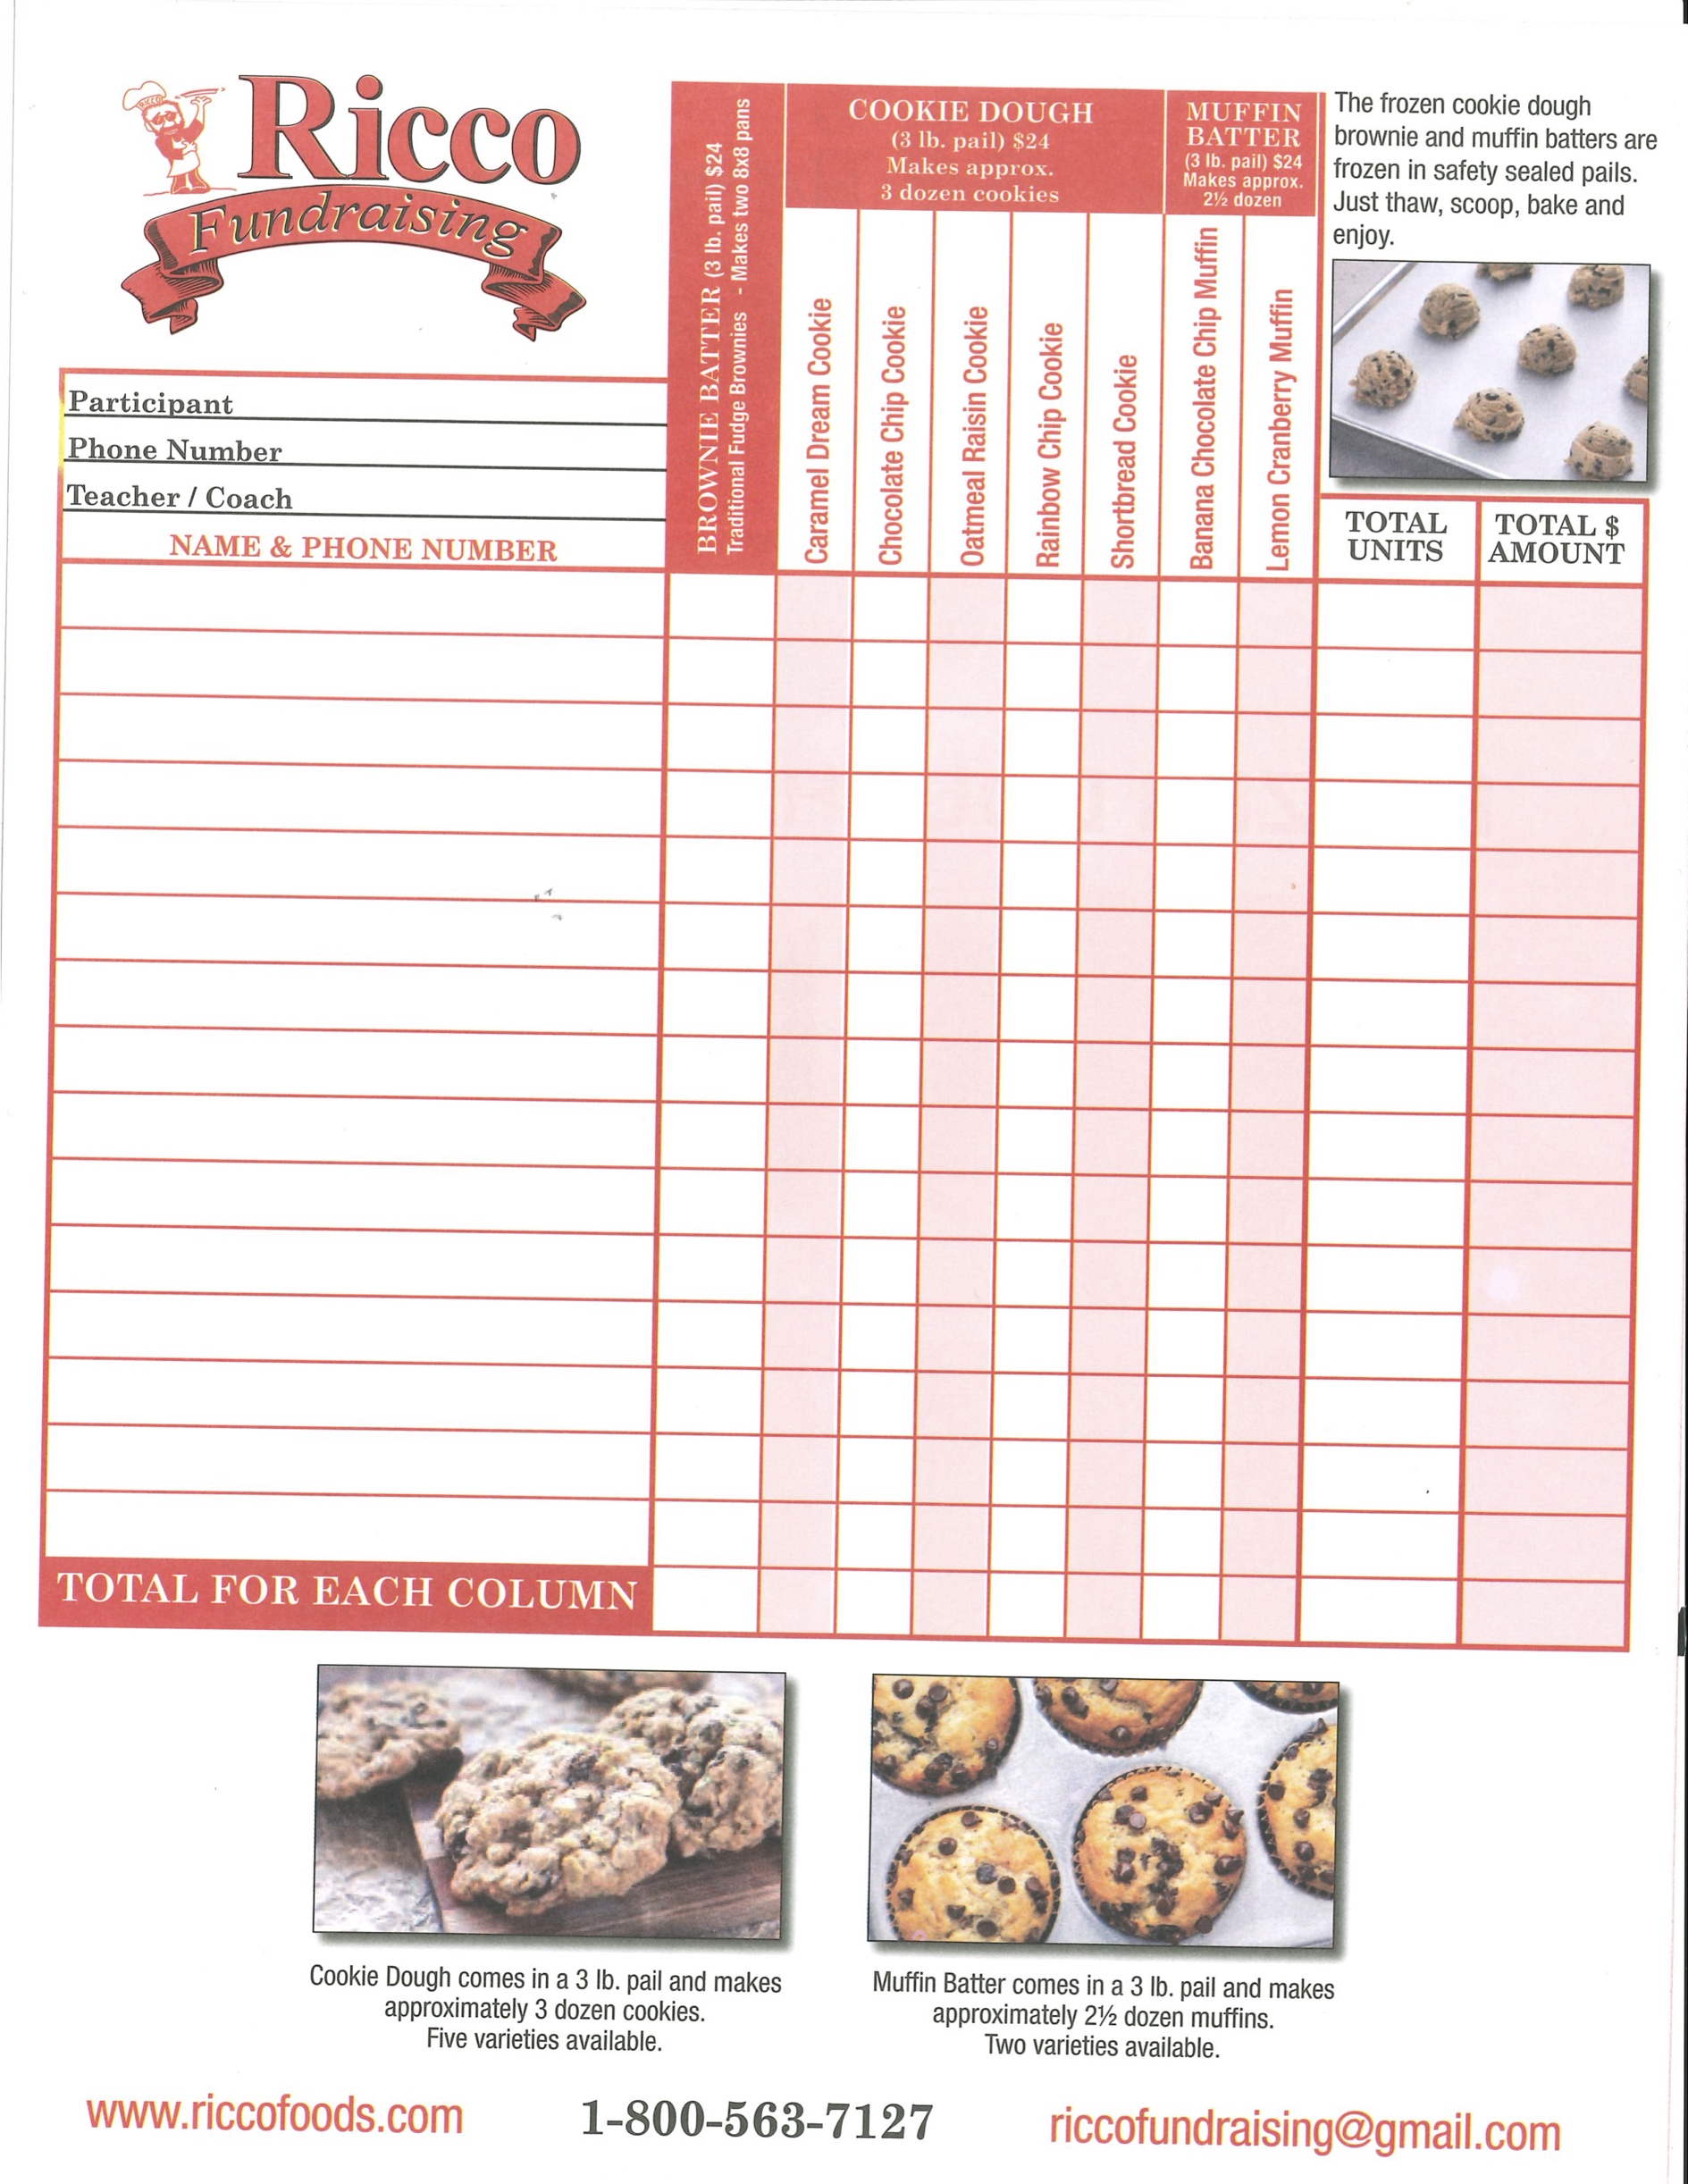 RICCO
Ricco
Fundraising
Participant
Phone Number
Teacher / Coach
NAME & PHONE NUMBER
BROWNIE BATTER (3 lb. pail) $24
Traditional Fudge Brownies - Makes two 8x8 pans
COOKIE DOUGH
(3 lb. pail) $24
Makes approx.
3 dozen cookies
Caramel Dream Cookie
Chocolate Chip Cookie
Oatmeal Raisin Cookie
Rainbow Chip Cookie
Shortbread Cookie
MUFFIN
BATTER
(3 lb. pail) $24
Makes approx.
2½ dozen
Banana Chocolate Chip Muffin
Lemon Cranberry Muffin
The frozen cookie dough
brownie and muffin batters are
frozen in safety sealed pails.
Just thaw, scoop, bake and
enjoy.
TOTAL
UNITS
TOTAL $
AMOUNT
TOTAL FOR EACH COLUMN
Cookie Dough comes in a 3 lb. pail and makes
approximately 3 dozen cookies.
Five varieties available.
Muffin Batter comes in a 3 lb. pail and makes
approximately 2½ dozen muffins.
Two varieties available.
www.riccofoods.com
1-800-563-7127
riccofundraising@gmail.com